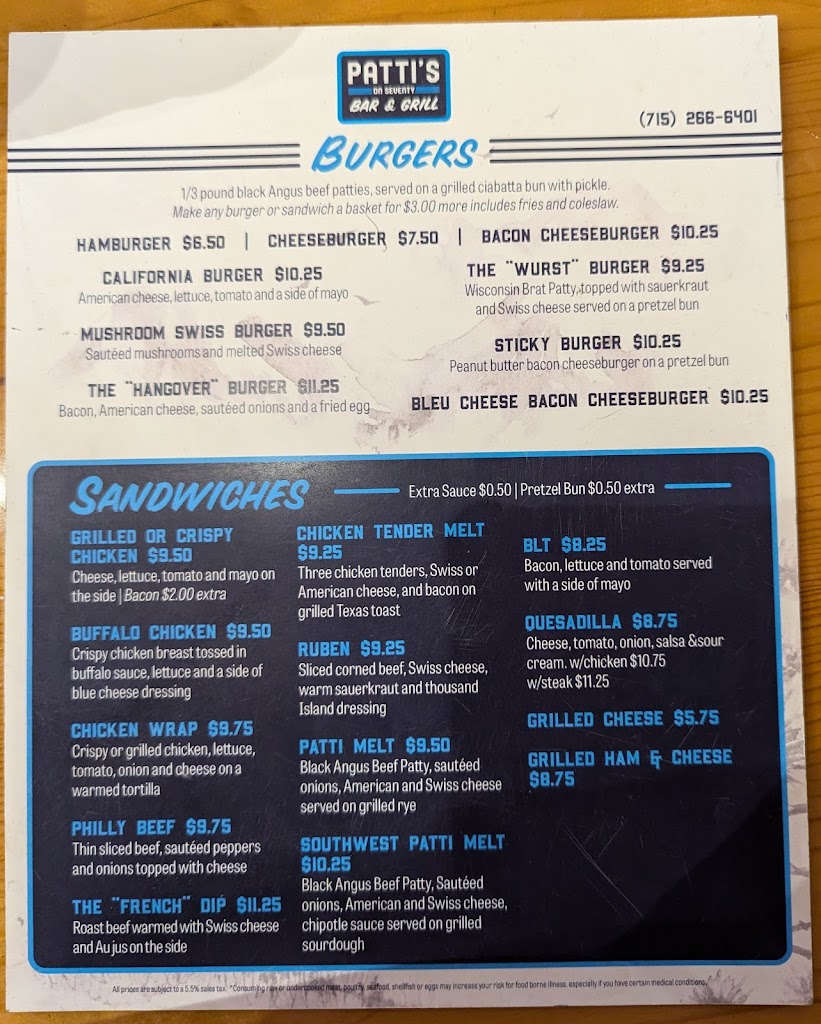 PATTI'S
ON SEVENTY
BAR & GRILL
(715) 266-6401
BURGERS
1/3 pound black Angus beef patties, served on a grilled ciabatta bun with pickle.
Make any burger or sandwich a basket for $3.00 more includes fries and coleslaw.
HAMBURGER $6.50 | CHEESEBURGER $7.50 | BACON CHEESEBURGER $10.25
CALIFORNIA BURGER $10.25
American cheese, lettuce, tomato and a side of mayo
MUSHROOM SWISS BURGER $9.50
Sautéed mushrooms and melted Swiss cheese
THE "HANGOVER" BURGER $11.25
Bacon, American cheese, sautéed onions and a fried egg
THE "WURST" BURGER $9.25
Wisconsin Brat Patty, topped with sauerkraut
and Swiss cheese served on a pretzel bun
STICKY BURGER $10.25
Peanut butter bacon cheeseburger on a pretzel bun
BLEU CHEESE BACON CHEESEBURGER $10.25
SANDWICHES
Extra Sauce $0.50 | Pretzel Bun $0.50 extra
GRILLED OR CRISPY
CHICKEN $9.50
Cheese, lettuce, tomato and mayo on
the side | Bacon $2.00 extra
BUFFALO CHICKEN $9.50
Crispy chicken breast tossed in
buffalo sauce, lettuce and a side of
blue cheese dressing
CHICKEN WRAP $9.75
Crispy or grilled chicken, lettuce,
tomato, onion and cheese on a
warmed tortilla
PHILLY BEEF $9.75
Thin sliced beef, sautéed peppers
and onions topped with cheese
THE "FRENCH" DIP $11.25
Roast beef warmed with Swiss cheese
and Au jus on the side
CHICKEN TENDER MELT
$9.25
Three chicken tenders, Swiss or
American cheese, and bacon on
grilled Texas toast
RUBEN $9.25
Sliced corned beef, Swiss cheese,
warm sauerkraut and thousand
Island dressing
PATTI MELT $9.50
Black Angus Beef Patty, sautéed
onions, American and Swiss cheese
served on grilled rye
SOUTHWEST PATTI MELT
$10.25
Black Angus Beef Patty, Sautéed
onions, American and Swiss cheese,
chipotle sauce served on grilled
sourdough
BLT $8.25
Bacon, lettuce and tomato served
with a side of mayo
QUESADILLA $8.75
Cheese, tomato, onion, salsa &sour
cream. w/chicken $10.75
w/steak $11.25
GRILLED CHEESE $5.75
GRILLED HAM & CHEESE
$8.75
All prices are subject to a 5.5% sales tax. *Consuming raw or undercooked meat, poultry, seafood, shellfish or eggs may increase your risk for food borne illness, especially if you have certain medical conditions.*